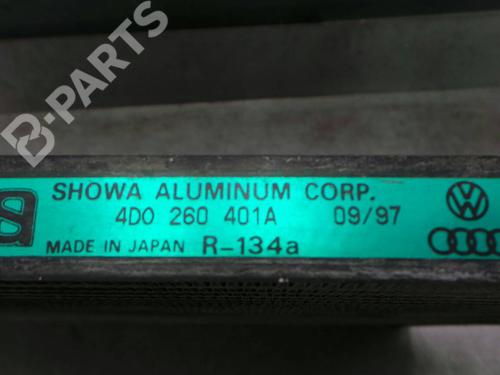 B-PARTS
SHOWA ALUMINUM CORP.
4D0 260 401A 09/97
MADE IN JAPAN R-134a